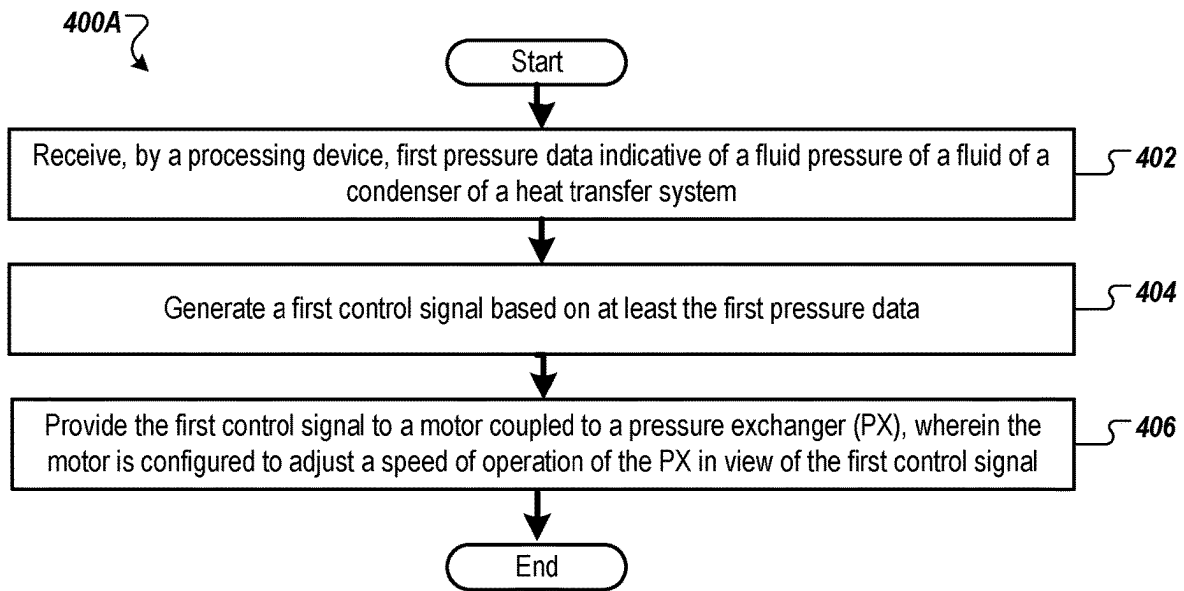 400A
Start
Receive, by a processing device, first pressure data indicative of a fluid pressure of a fluid of a
condenser of a heat transfer system
402
Generate a first control signal based on at least the first pressure data
404
Provide the first control signal to a motor coupled to a pressure exchanger (PX), wherein the
motor is configured to adjust a speed of operation of the PX in view of the first control signal
406
End